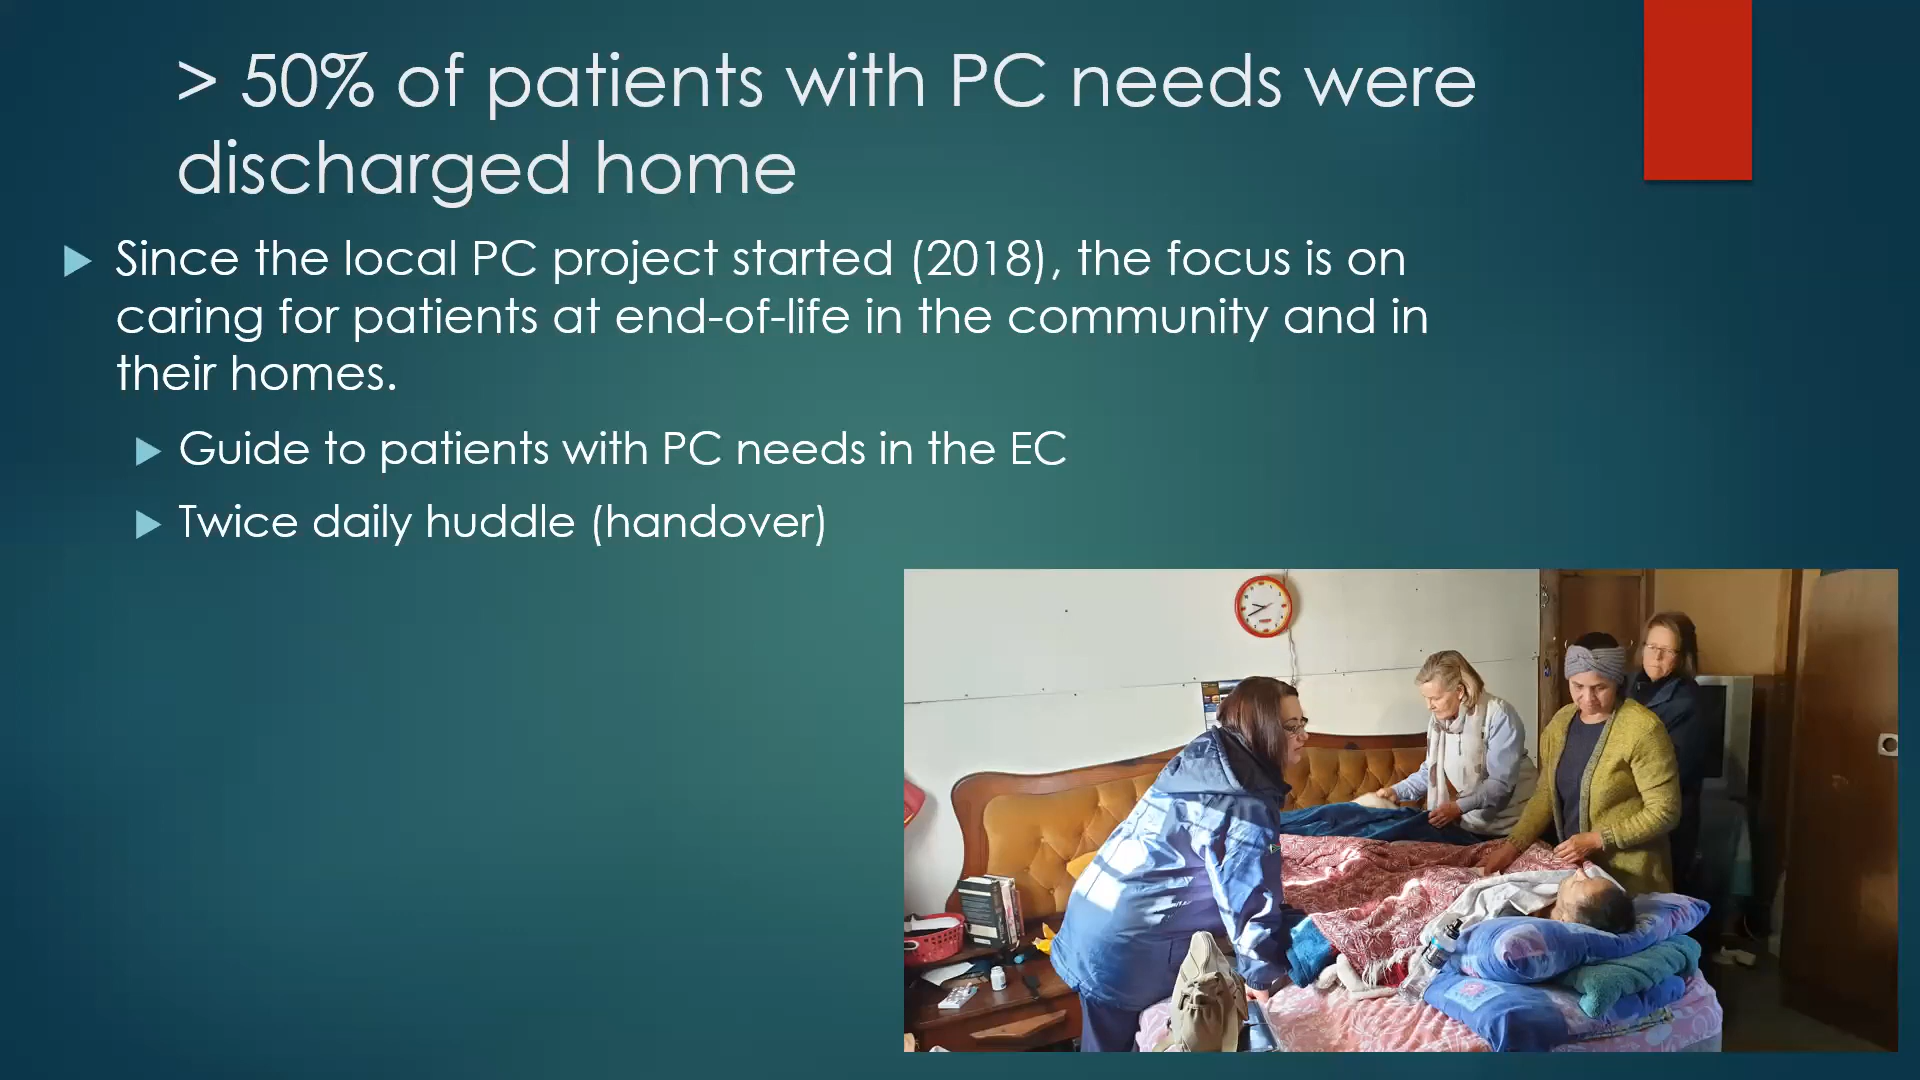 > 50% of patients with PC needs were
discharged home
Since the local PC project started (2018), the focus is on
caring for patients at end-of-life in the community and in
their homes.
Guide to patients with PC needs in the EC
Twice daily huddle (handover)